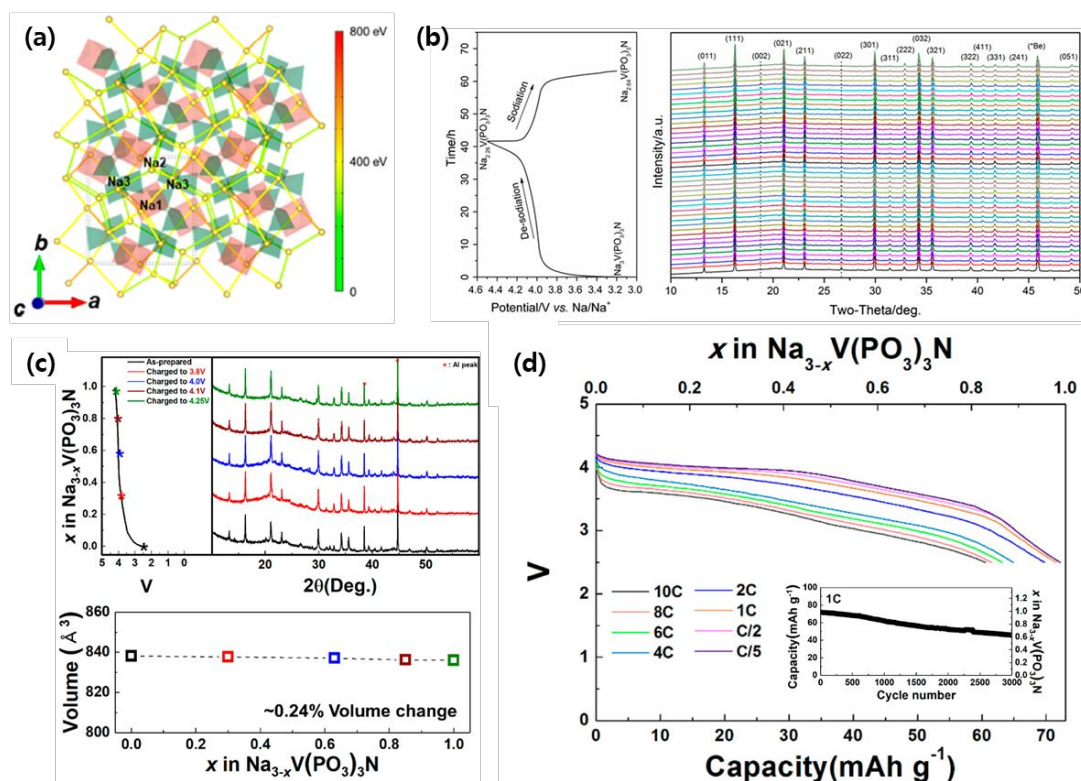 (a)
800 eV
400 eV
0
Na2
Na3
Na3
Na1
b
c
a
(b)
Time/h
70
60
50
40
30
20
10
0
4.6
4.4
4.2
4.0
3.8
3.6
3.4
3.2
Potential/V vs. Na/Na⁺
Sodiation
De-sodiation
Na₃V(PO₃)₃N
(011)
(111)
(002)
(021)
(211)
(022)
(301)
(311)
(222)
(032)
(321)
(322)
(411)
(331)
(241)
(*Be)
(051)
Intensity/a.u.
10
15
20
25
30
35
40
45
50
Two-Theta/deg.
(c)
As-prepared
Charged to 3.8V
Charged to 4.0V
Charged to 4.1V
Charged to 4.25V
* : Al peak
x in Na₃₋ₓV(PO₃)₃N
1.0
0.8
0.6
0.4
0.2
0.0
5 4 3 2 1 0
V
20 30 40 50
2θ(Deg.)
Volume (Å³)
860
840
820
800
~0.24% Volume change
0.0 0.2 0.4 0.6 0.8 1.0
x in Na₃₋ₓV(PO₃)₃N
(d)
x in Na₃₋ₓV(PO₃)₃N
0.0 0.2 0.4 0.6 0.8 1.0
V
5
4
3
2
1
0
10C
8C
6C
4C
2C
1C
C/2
C/5
1C
Capacity(mAh g⁻¹)
100
80
60
40
20
0
x in Na₃₋ₓV(PO₃)₃N
1.2
1.0
0.8
0.6
0.4
0.2
0.0
0 500 1000 1500 2000 2500 3000
Cycle number
0 10 20 30 40 50 60 70
Capacity(mAh g⁻¹)